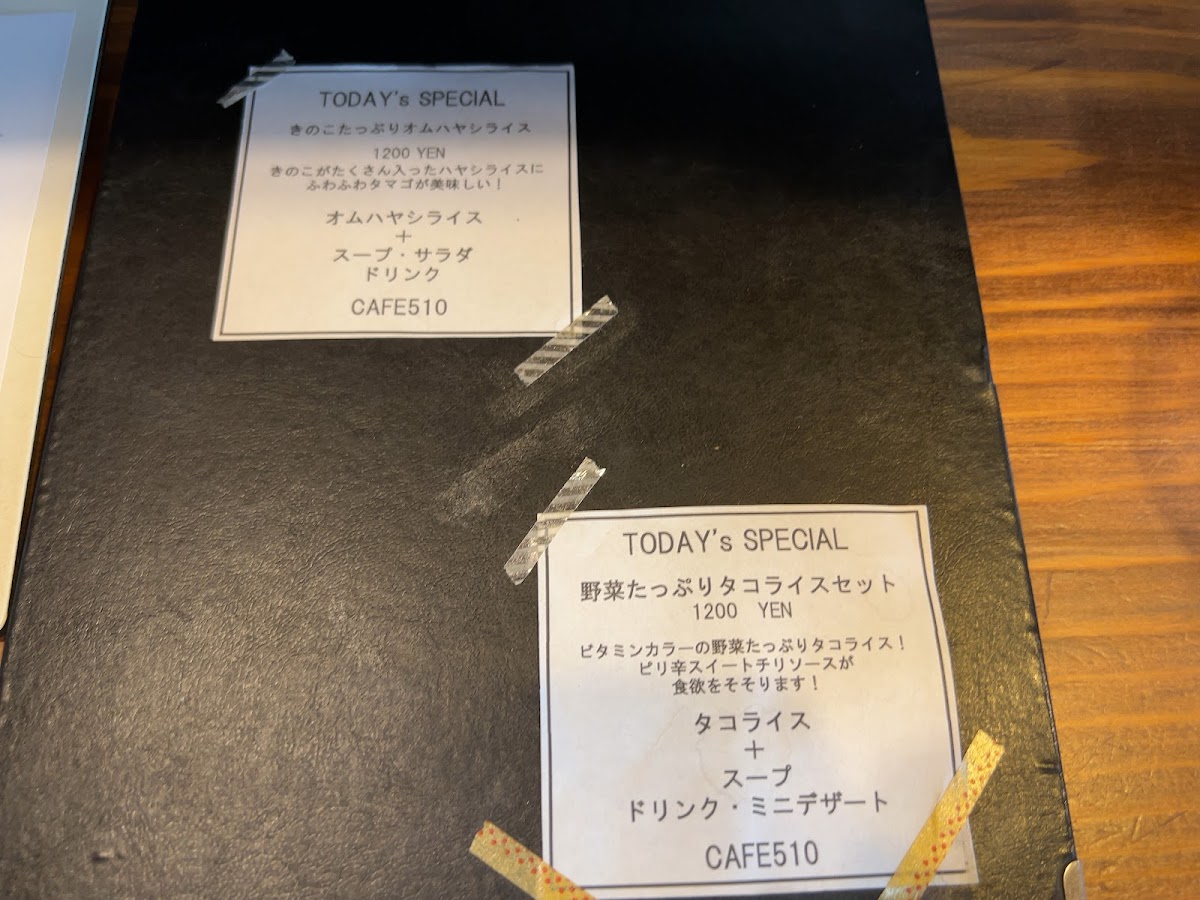 TODAY's SPECIAL
きのこたっぷりオムハヤシライス
1200 YEN
きのこがたくさん入ったハヤシライスに
ふわふわタマゴが美味しい!
オムハヤシライス
+
スープ・サラダ
ドリンク
CAFE510
TODAY's SPECIAL
野菜たっぷりタコライスセット
1200 YEN
ビタミンカラーの野菜たっぷりタコライス!
ピリ辛スイートチリソースが
食欲をそそります!
タコライス
+
スープ
ドリンク・ミニデザート
CAFE510